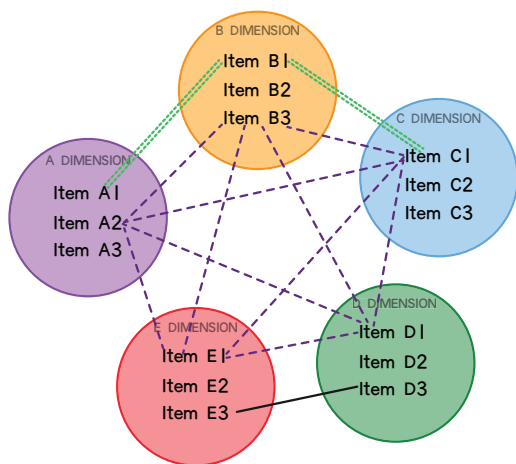 B DIMENSION
Item B1
Item B2
Item B3
C DIMENSION
Item C1
Item C2
Item C3
A DIMENSION
Item A1
Item A2
Item A3
D DIMENSION
Item D1
Item D2
Item D3
E DIMENSION
Item E1
Item E2
Item E3